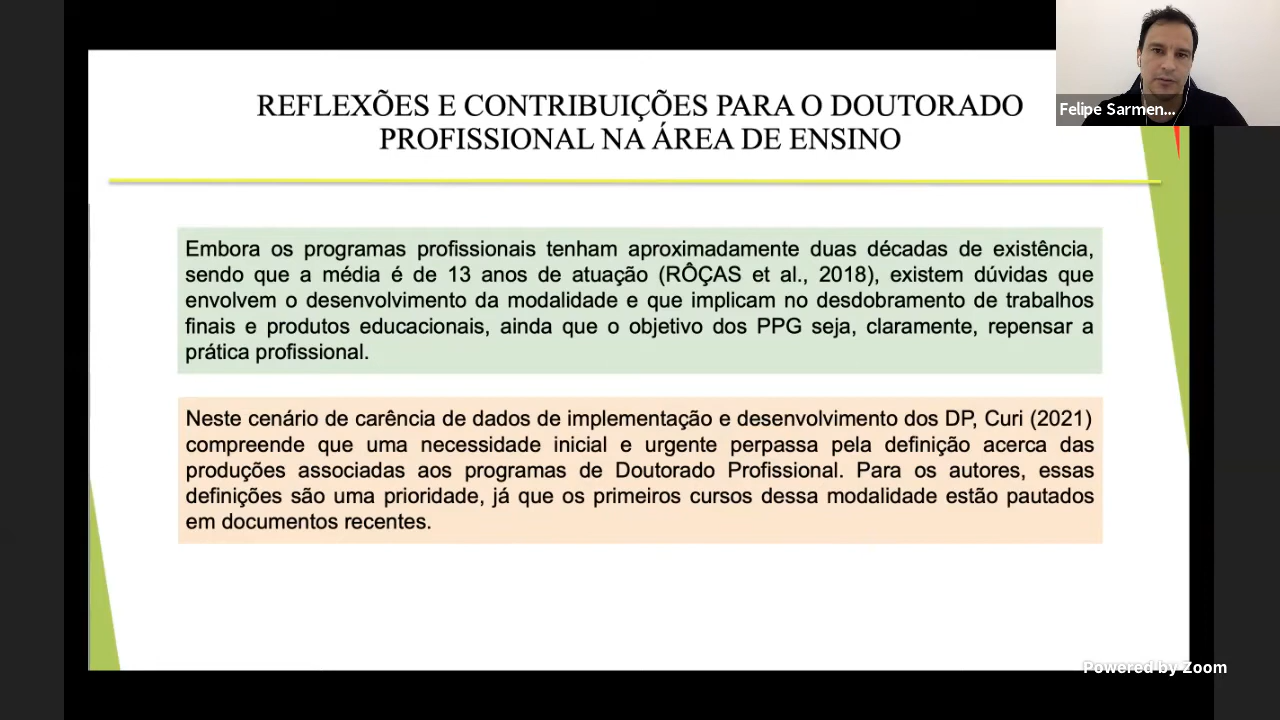 REFLEXÕES E CONTRIBUIÇÕES PARA O DOUTORADO
PROFISSIONAL NA ÁREA DE ENSINO
Felipe Sarmen...
Embora os programas profissionais tenham aproximadamente duas décadas de existência,
sendo que a média é de 13 anos de atuação (RÔÇAS et al., 2018), existem dúvidas que
envolvem o desenvolvimento da modalidade e que implicam no desdobramento de trabalhos
finais e produtos educacionais, ainda que o objetivo dos PPG seja, claramente, repensar a
prática profissional.
Neste cenário de carência de dados de implementação e desenvolvimento dos DP, Curi (2021)
compreende que uma necessidade inicial e urgente perpassa pela definição acerca das
produções associadas aos programas de Doutorado Profissional. Para os autores, essas
definições são uma prioridade, já que os primeiros cursos dessa modalidade estão pautados
em documentos recentes.
Powered by Zoom